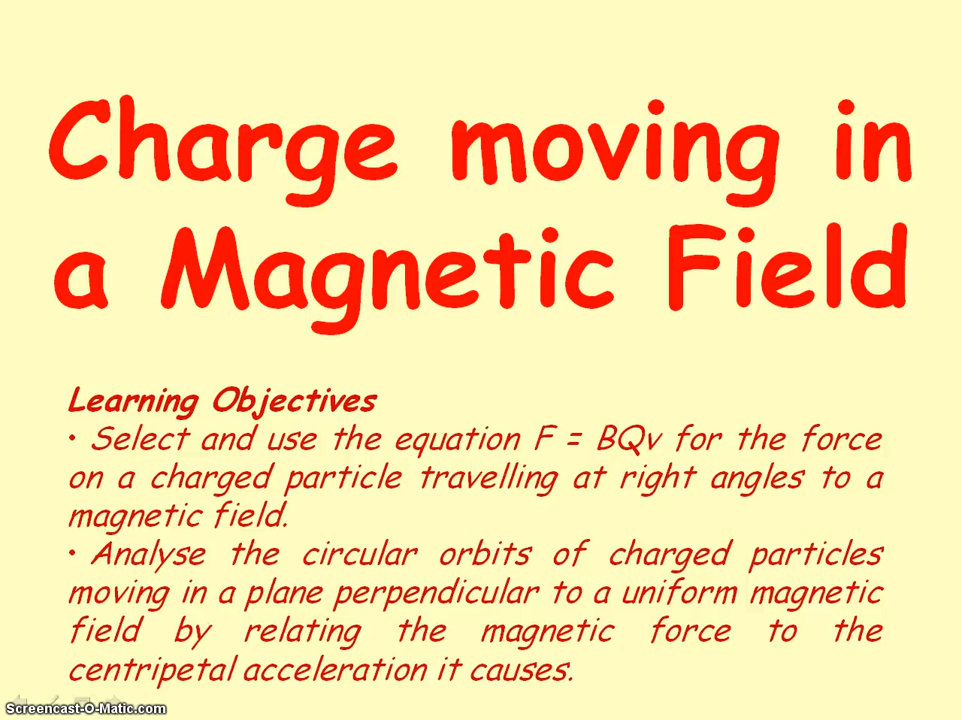 Charge moving in
a Magnetic Field
Learning Objectives
• Select and use the equation F = BQv for the force
on a charged particle travelling at right angles to a
magnetic field.
• Analyse the circular orbits of charged particles
moving in a plane perpendicular to a uniform magnetic
field by relating the magnetic force to the
centripetal acceleration it causes.
Screencast-O-Matic.com